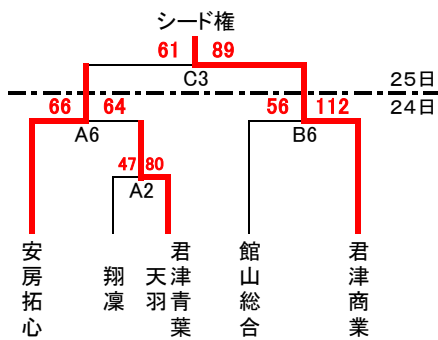 シード権
61 89
C3
25日
24日
66 64
56 112
A6
B6
47 80
A2
安房拓心
翔凜
天羽
君津青葉
館山総合
君津商業